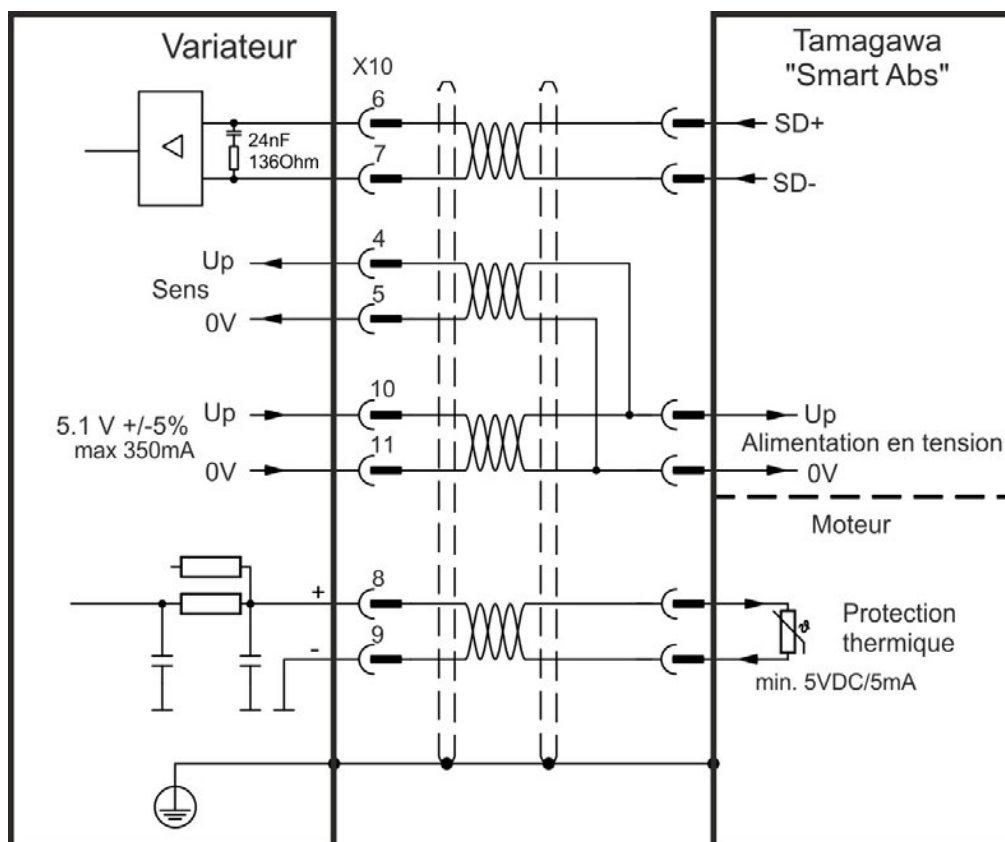 Variateur
X10
Tamagawa
"Smart Abs"
6
SD+
24nF
136Ohm
7
SD-
4
Up
Sens
5
0V
10
Up
Up
5.1 V +/-5%
max 350mA
11
Alimentation en tension
0V
0V
Moteur
8
+
Protection
thermique
9
-
ϑ
min. 5VDC/5mA